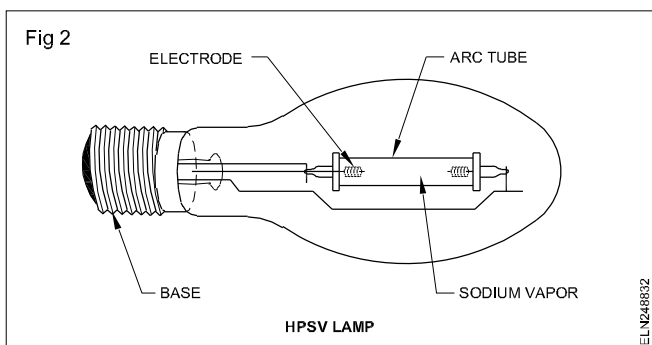 Fig 2
ELECTRODE
ARC TUBE
BASE
SODIUM VAPOR
HPSV LAMP
ELN248832